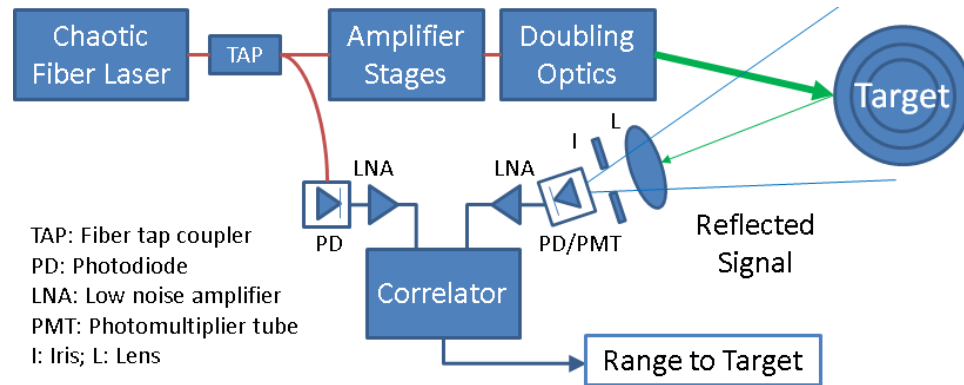 Chaotic
Fiber Laser
TAP
Amplifier
Stages
Doubling
Optics
Target
I
L
LNA
LNA
PD
PD/PMT
Reflected
Signal
TAP: Fiber tap coupler
PD: Photodiode
LNA: Low noise amplifier
PMT: Photomultiplier tube
I: Iris; L: Lens
Correlator
Range to Target